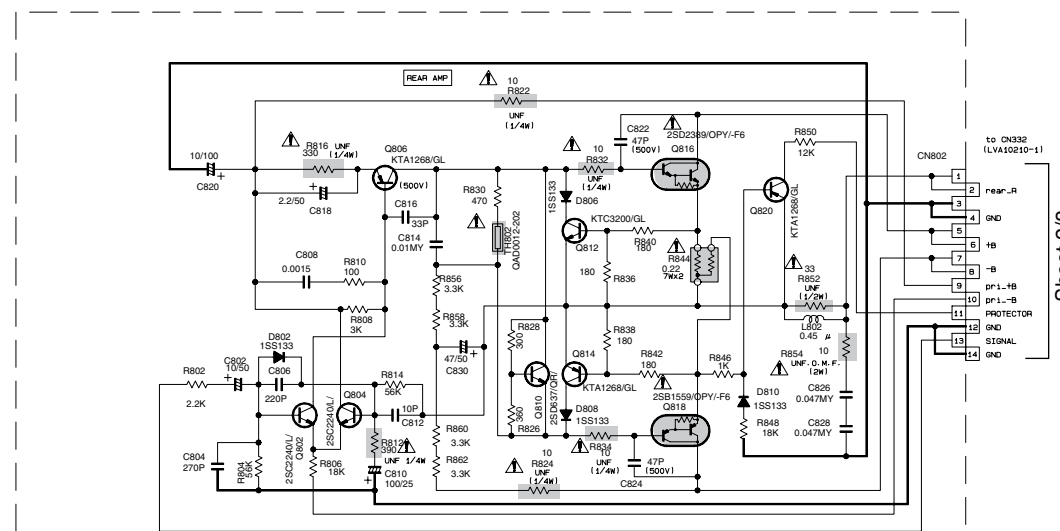 REAR AMP
10
R822
UNF
(1/4W)
10/100
C820
R816
330
UNF
(1/4W)
2.2/50
C818
Q806
KTA1268/GL
(500V)
C816
33P
C814
0.01MY
R830
470
TH802
QAD0012-202
1SS133
D806
10
R832
UNF
(1/4W)
C822
47P
(500V)
2SD2389/OPY/-F6
Q816
R850
12K
Q820
KTA1268/GL
KTC3200/GL
Q812
R840
180
180
R836
R844
0.22
7W×2
33
R852
UNF
(1/2W)
L802
0.45 μ
C808
0.0015
R810
100
R808
3K
R856
3.3K
R858
3.3K
47/50
C830
R828
300
R838
180
Q810
2SD637/QR/
Q814
KTA1268/GL
R842
180
R846
1K
R854
10
UNF.O.M.F.
(2W)
D802
1SS133
C802
10/50
C806
220P
R802
2.2K
R814
56K
Q804
2SC2240/L/
10P
C812
R812
390
UNF 1/4W
C810
100/25
C804
270P
R804
56K
2SC2240/L/
Q802
R806
18K
R860
3.3K
R862
3.3K
360
R826
D808
1SS133
R834
10
UNF
(1/4W)
10
R824
UNF
(1/4W)
47P
(500V)
C824
2SB1559/OPY/-F6
Q818
D810
1SS133
R848
18K
C826
0.047MY
C828
0.047MY
CN802
to CN332
(LVA10210-1)
1
2
rear_R
3
4
GND
5
6
+B
7
8
-B
9
pri_+B
10
pri_-B
11
PROTECTOR
12
GND
13
SIGNAL
14
GND